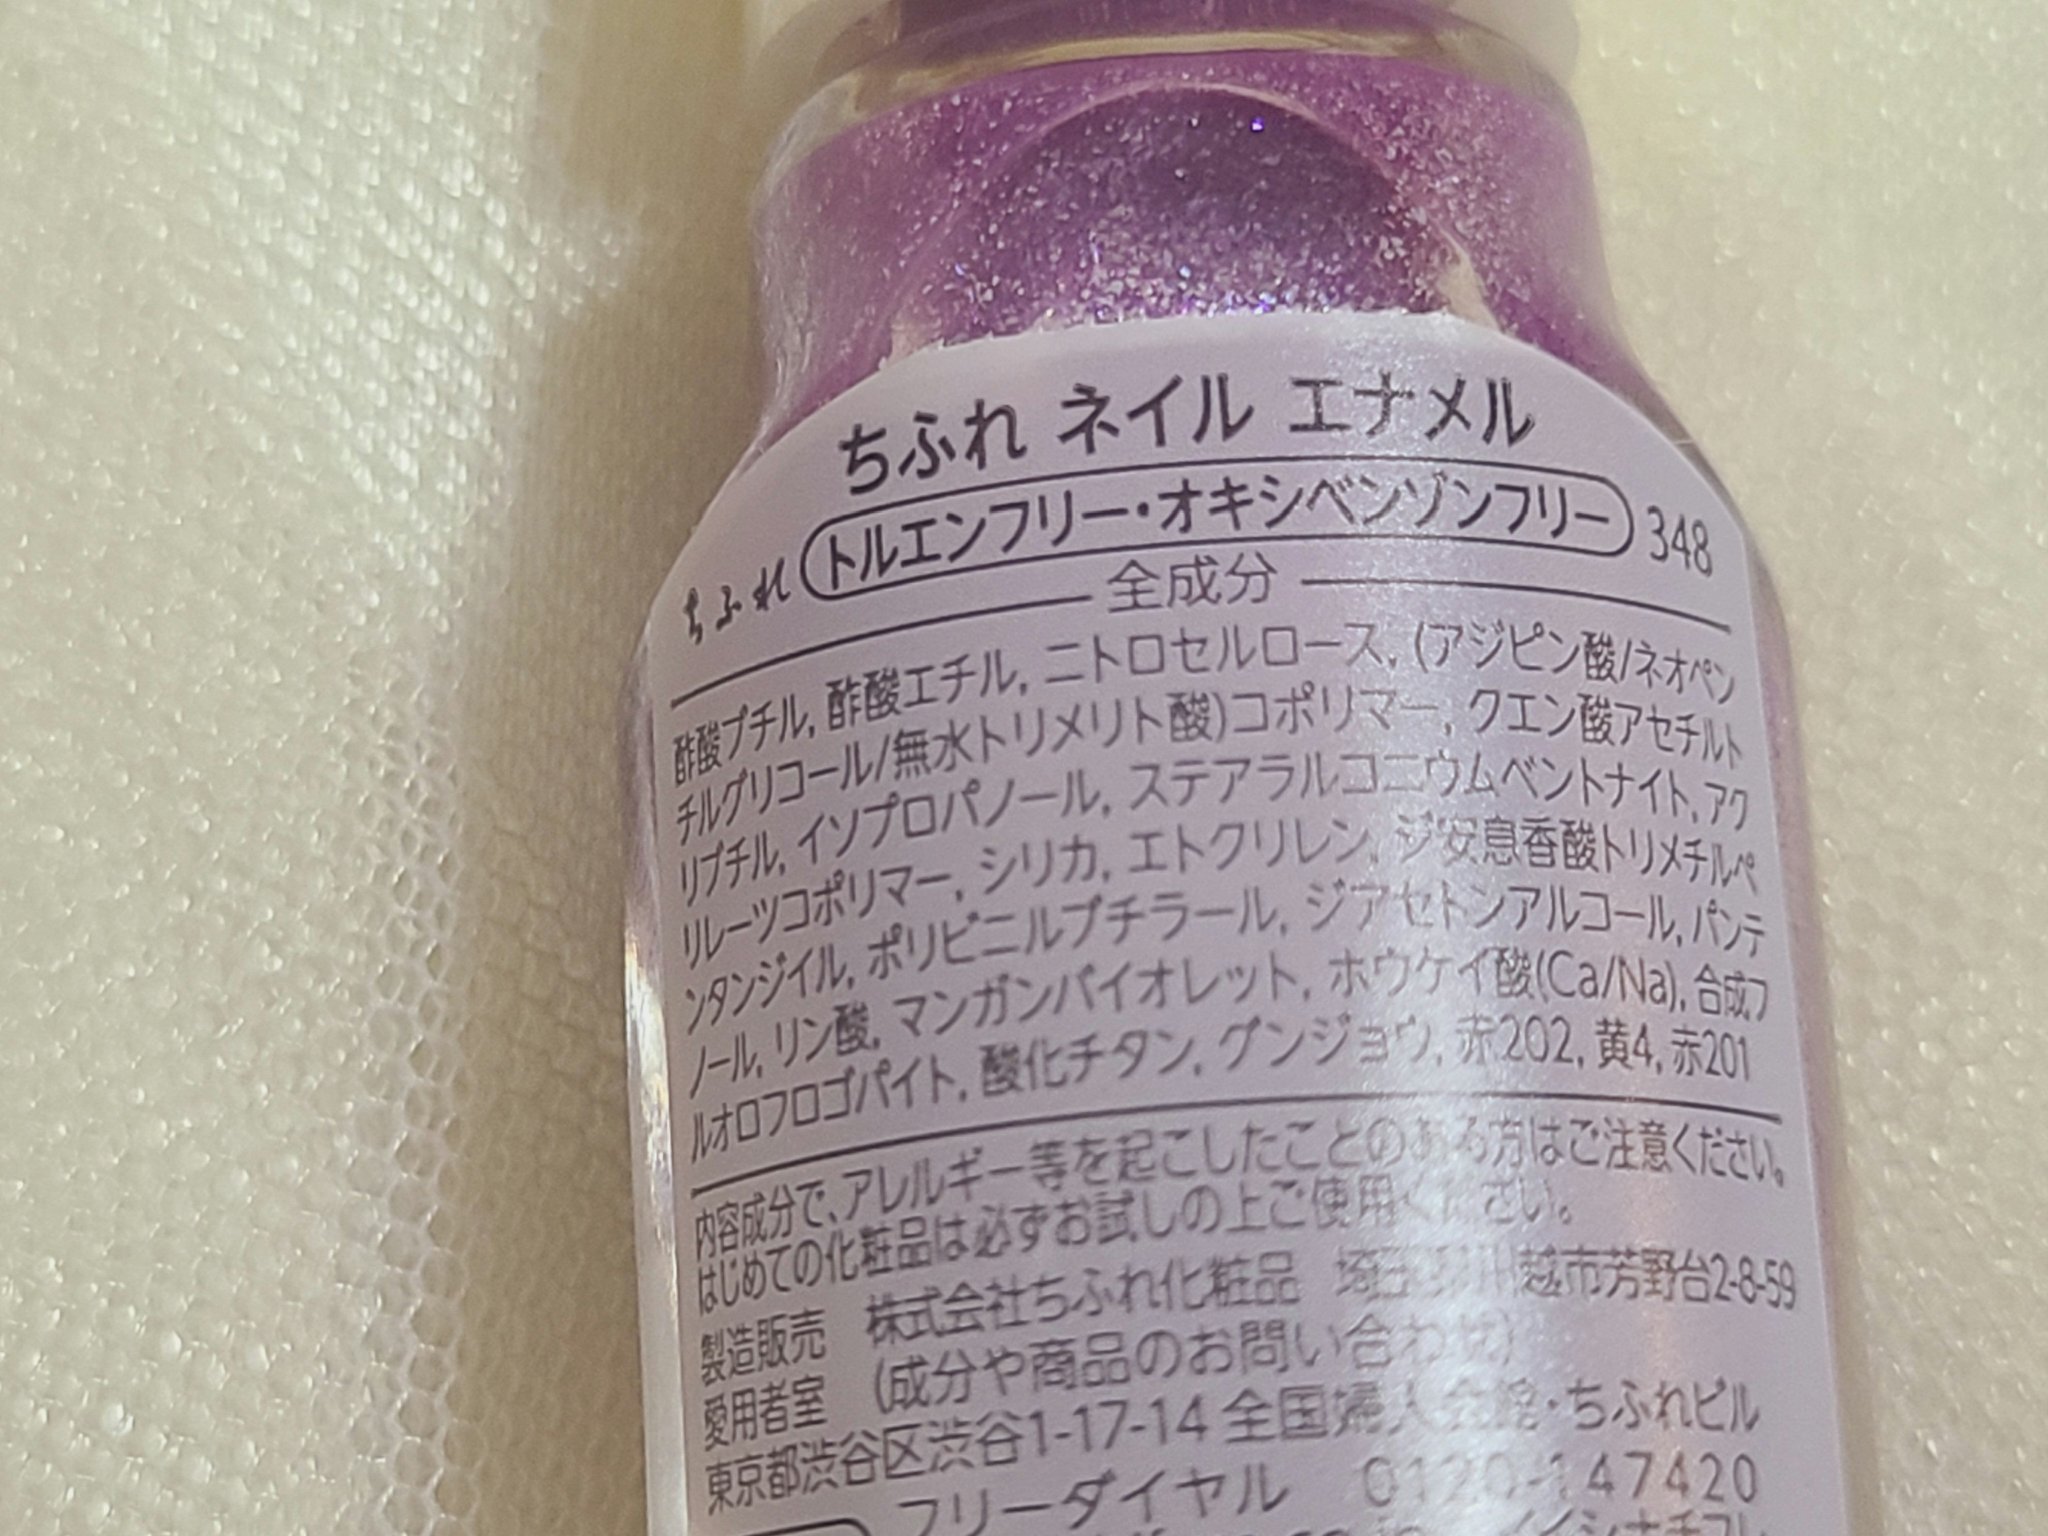 ちふれ ネイル エナメル
ちふれ トルエンフリー・オキシベンゾンフリー 348
全成分
酢酸ブチル, 酢酸エチル, ニトロセルロース, (アジピン酸/ネオペン
チルグリコール/無水トリメリト酸)コポリマー, クエン酸アセチルト
リブチル, イソプロパノール, ステアラルコニウムベントナイト, アク
リレーツコポリマー, シリカ, エトクリレン, ジ安息香酸トリメチルペ
ンタンジイル, ポリビニルブチラール, ジアセトンアルコール, パンテ
ノール, リン酸, マンガンバイオレット, ホウケイ酸(Ca/Na), 合成フ
ルオロフロゴパイト, 酸化チタン, グンジョウ, 赤202, 黄4, 赤201
内容成分で、アレルギー等を起こしたことのある方はご注意ください。
はじめての化粧品は必ずお試しの上ご使用ください。
製造販売 株式会社ちふれ化粧品 埼玉県川越市芳野台2-8-59
愛用者室 (成分や商品のお問い合わせ)
東京都渋谷区渋谷1-17-14 全国婦人会館・ちふれビル
フリーダイヤル 0120-147420